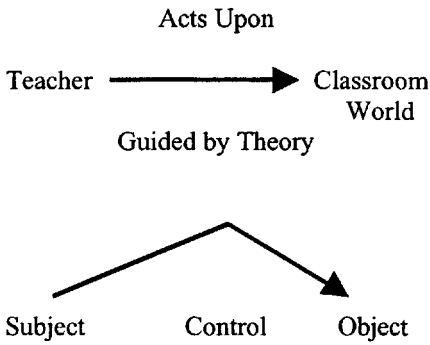 Acts Upon
Teacher Classroom
World
Guided by Theory
Subject Control Object